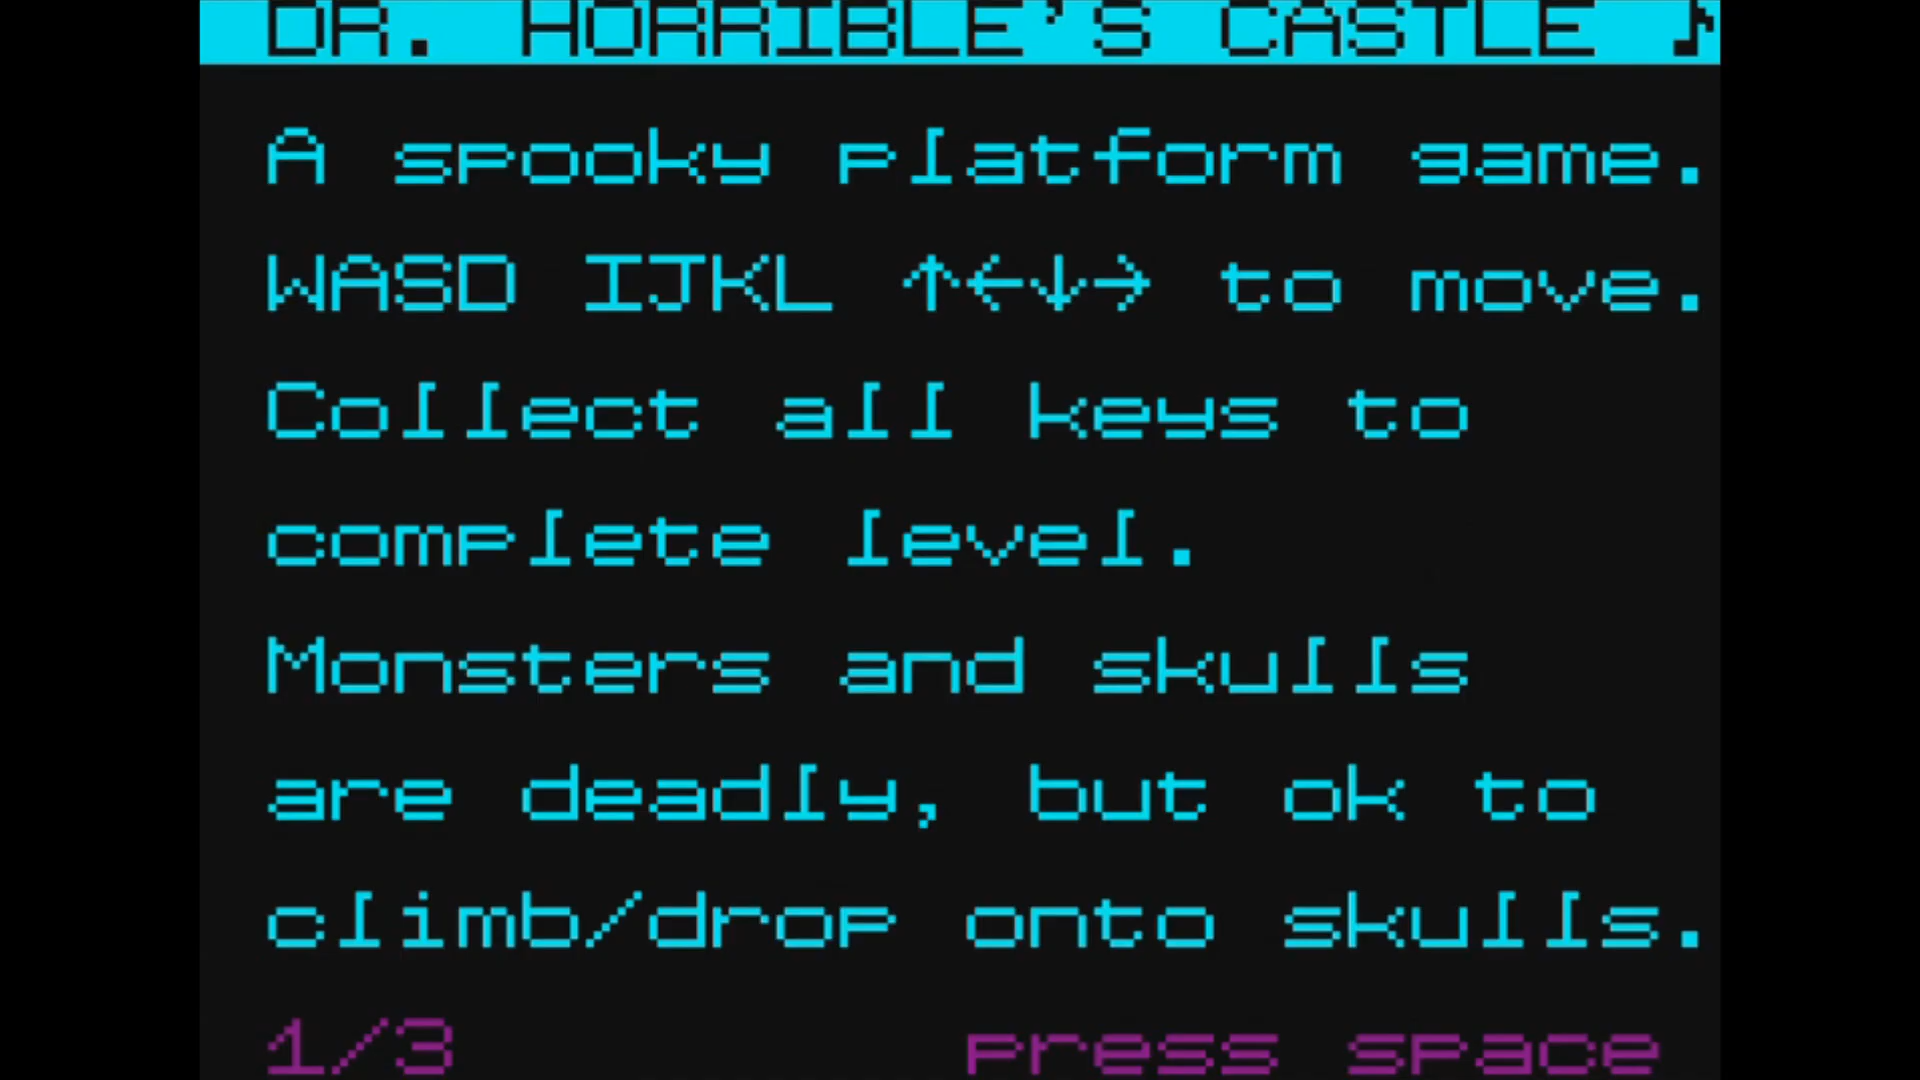 DR. HORRIBLE'S CASTLE ♪
A spooky platform game.
WASD IJKL ↑←↓→ to move.
Collect all keys to
complete level.
Monsters and skulls
are deadly, but ok to
climb/drop onto skulls.
1/3 press space